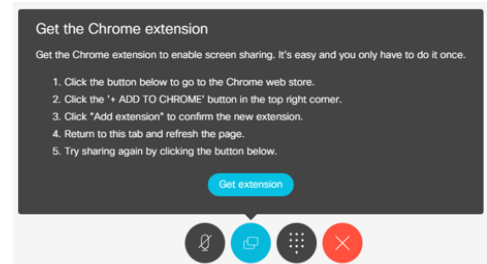 Get the Chrome extension
Get the Chrome extension to enable screen sharing. It's easy and you only have to do it once.
1. Click the button below to go to the Chrome web store.
2. Click the '+ ADD TO CHROME' button in the top right corner.
3. Click "Add extension" to confirm the new extension.
4. Return to this tab and refresh the page.
5. Try sharing again by clicking the button below.
Get extension